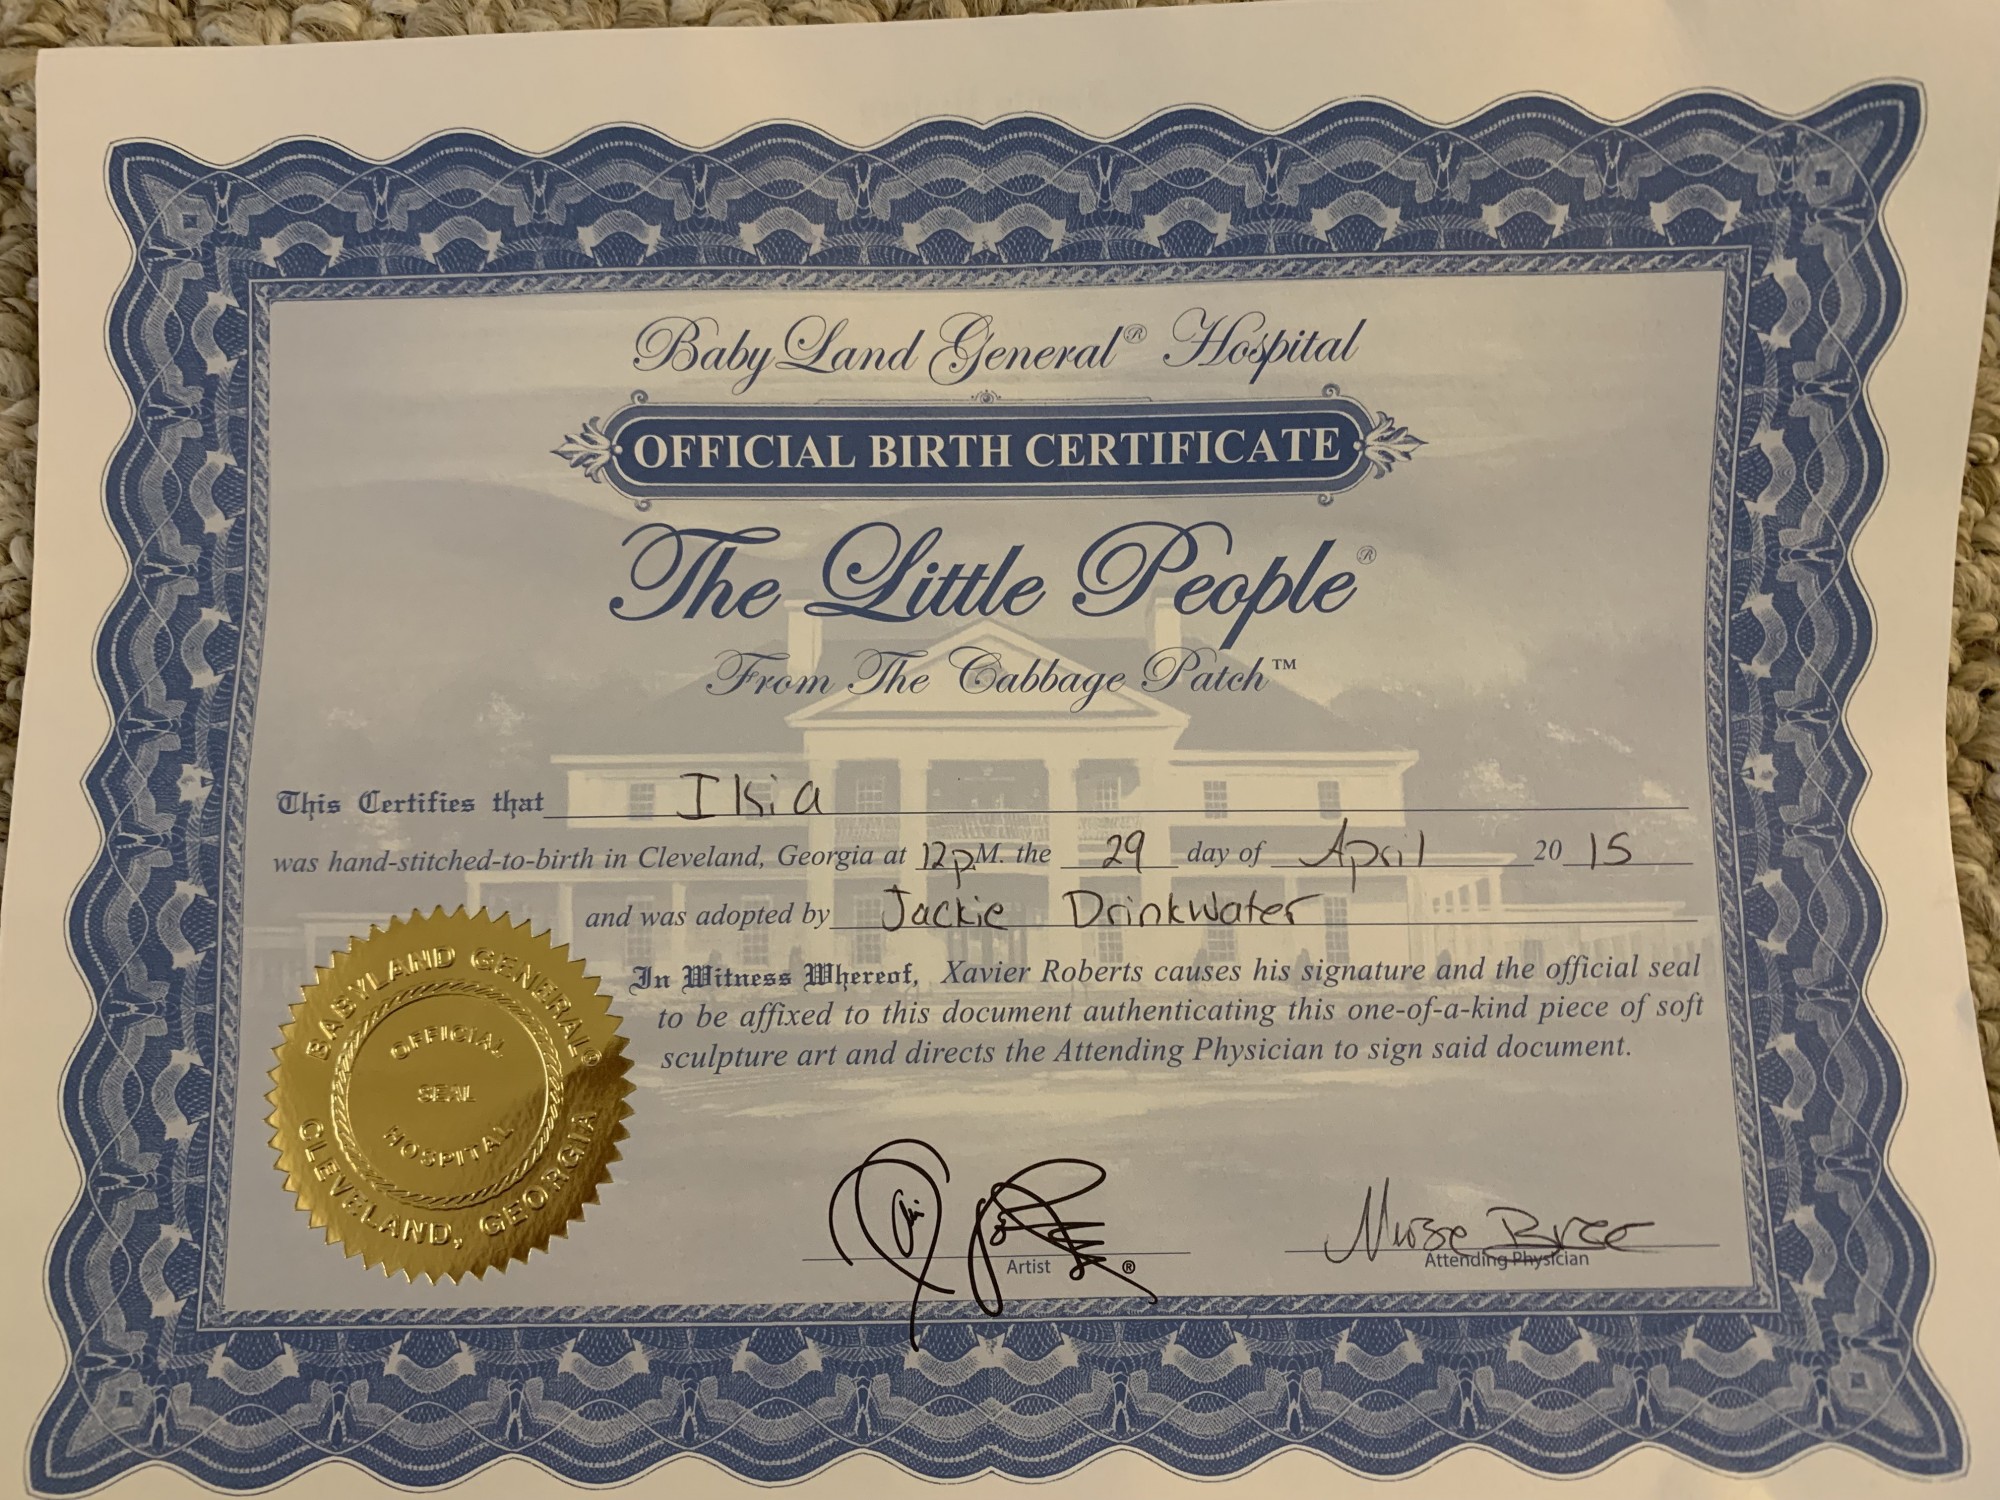 BabyLand General® Hospital
OFFICIAL BIRTH CERTIFICATE
The Little People®
From The Cabbage Patch™
This Certifies that Ikia
was hand-stitched-to-birth in Cleveland, Georgia at 12pM. the 29 day of April 2015
and was adopted by Jackie Drinkwater
In Witness Whereof, Xavier Roberts causes his signature and the official seal
to be affixed to this document authenticating this one-of-a-kind piece of soft
sculpture art and directs the Attending Physician to sign said document.
BABYLAND GENERAL®
OFFICIAL
SEAL
HOSPITAL
CLEVELAND, GEORGIA
Artist ®
Attending Physician